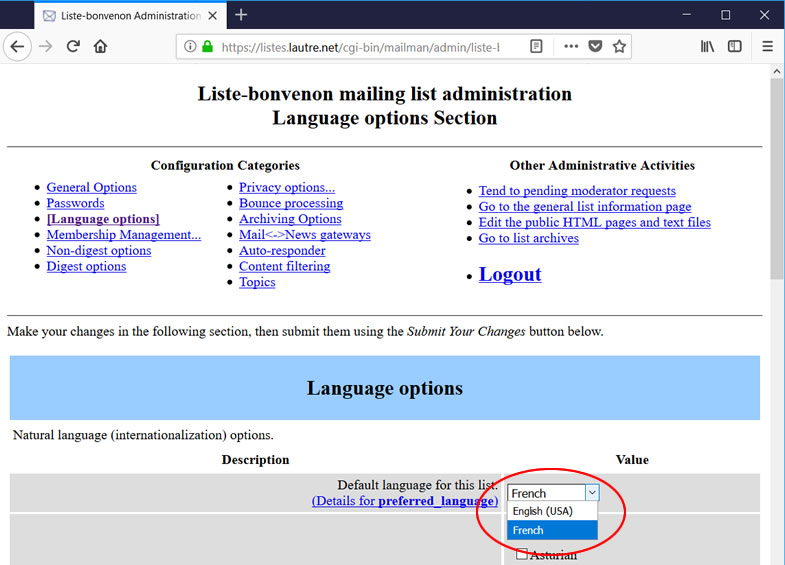 Liste-bonvenon Administration
https://listes.lautre.net/cgi-bin/mailman/admin/liste-l
Liste-bonvenon mailing list administration
Language options Section
Configuration Categories
General Options
Passwords
[Language options]
Membership Management...
Non-digest options
Digest options
Privacy options...
Bounce processing
Archiving Options
Mail<->News gateways
Auto-responder
Content filtering
Topics
Other Administrative Activities
Tend to pending moderator requests
Go to the general list information page
Edit the public HTML pages and text files
Go to list archives
Logout
Make your changes in the following section, then submit them using the Submit Your Changes button below.
Language options
Natural language (internationalization) options.
Description Value
Default language for this list.
(Details for preferred_language)
French
English (USA)
French
Asturian